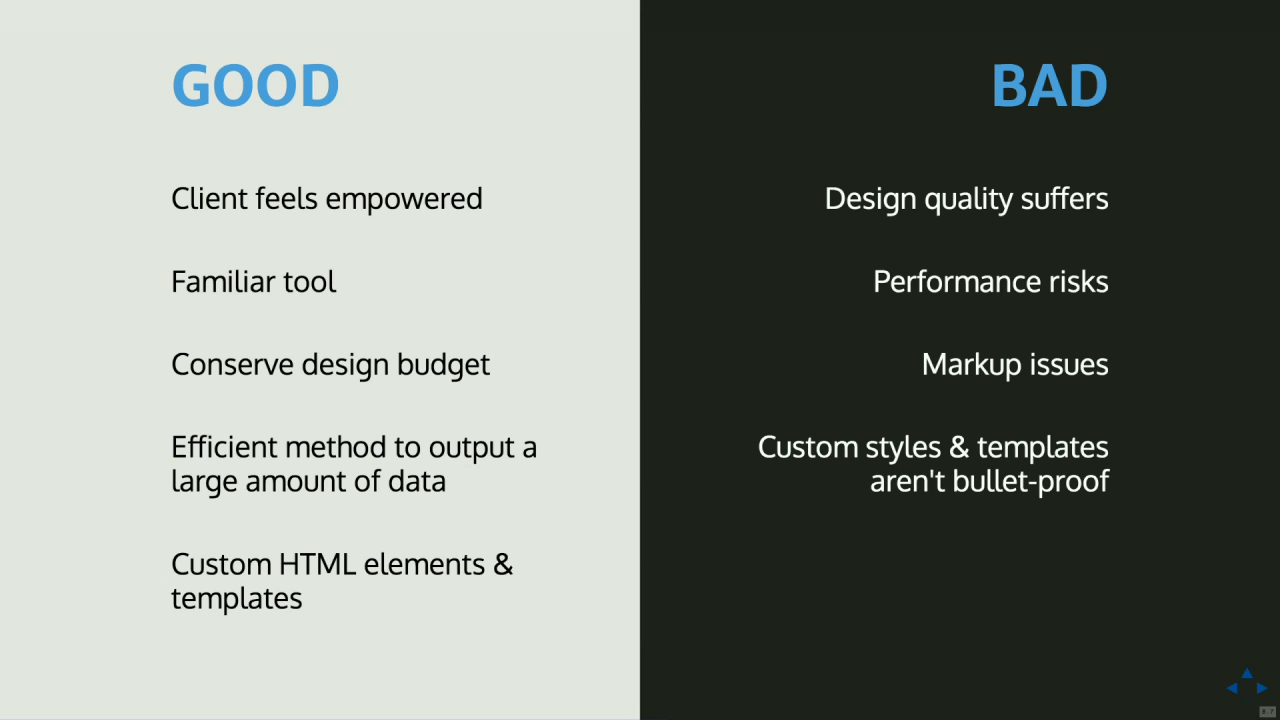 GOOD
Client feels empowered
Familiar tool
Conserve design budget
Efficient method to output a
large amount of data
Custom HTML elements &
templates
BAD
Design quality suffers
Performance risks
Markup issues
Custom styles & templates
aren't bullet-proof